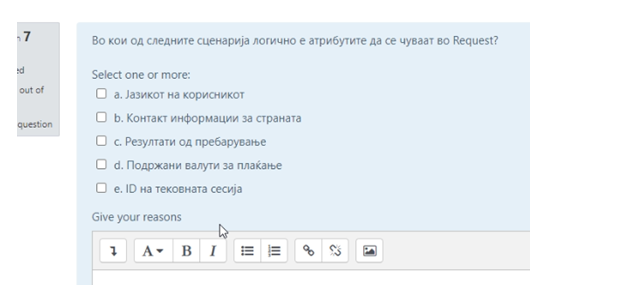 7
ed
out of
question
Во кои од следните сценарија логично е атрибутите да се чуваат во Request?
Select one or more:
a. Јазикот на корисникот
b. Контакт информации за страната
c. Резултати од пребарување
d. Подржани валути за плаќање
e. ID на тековната сесија
Give your reasons
A B I